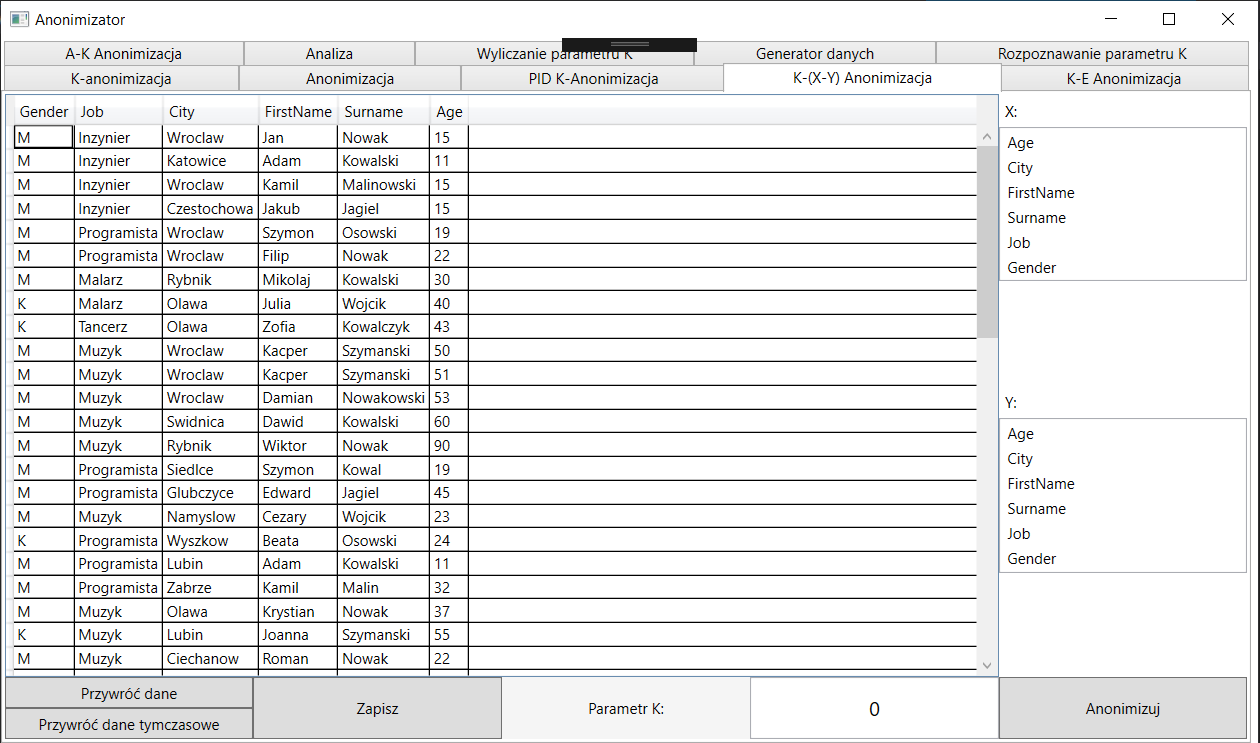 Anonimizator
A-K Anonimizacja Analiza Wyliczanie parametru K Generator danych Rozpoznawanie parametru K
K-anonimizacja Anonimizacja PID K-Anonimizacja K-(X-Y) Anonimizacja K-E Anonimizacja
Gender Job City FirstName Surname Age
M Inzynier Wroclaw Jan Nowak 15
M Inzynier Katowice Adam Kowalski 11
M Inzynier Wroclaw Kamil Malinowski 15
M Inzynier Czestochowa Jakub Jagiel 15
M Programista Wroclaw Szymon Osowski 19
M Programista Wroclaw Filip Nowak 22
M Malarz Rybnik Mikolaj Kowalski 30
K Malarz Olawa Julia Wojcik 40
K Tancerz Olawa Zofia Kowalczyk 43
M Muzyk Wroclaw Kacper Szymanski 50
M Muzyk Wroclaw Kacper Szymanski 51
M Muzyk Wroclaw Damian Nowakowski 53
M Muzyk Swidnica Dawid Kowalski 60
M Muzyk Rybnik Wiktor Nowak 90
M Programista Siedlce Szymon Kowal 19
M Programista Glubczyce Edward Jagiel 45
M Muzyk Namyslow Cezary Wojcik 23
K Programista Wyszkow Beata Osowski 24
M Programista Lubin Adam Kowalski 11
M Programista Zabrze Kamil Malin 32
M Muzyk Olawa Krystian Nowak 37
K Muzyk Lubin Joanna Szymanski 55
M Muzyk Ciechanow Roman Nowak 22
X:
Age
City
FirstName
Surname
Job
Gender
Y:
Age
City
FirstName
Surname
Job
Gender
Przywróć dane
Przywróć dane tymczasowe
Zapisz
Parametr K:
0
Anonimizuj